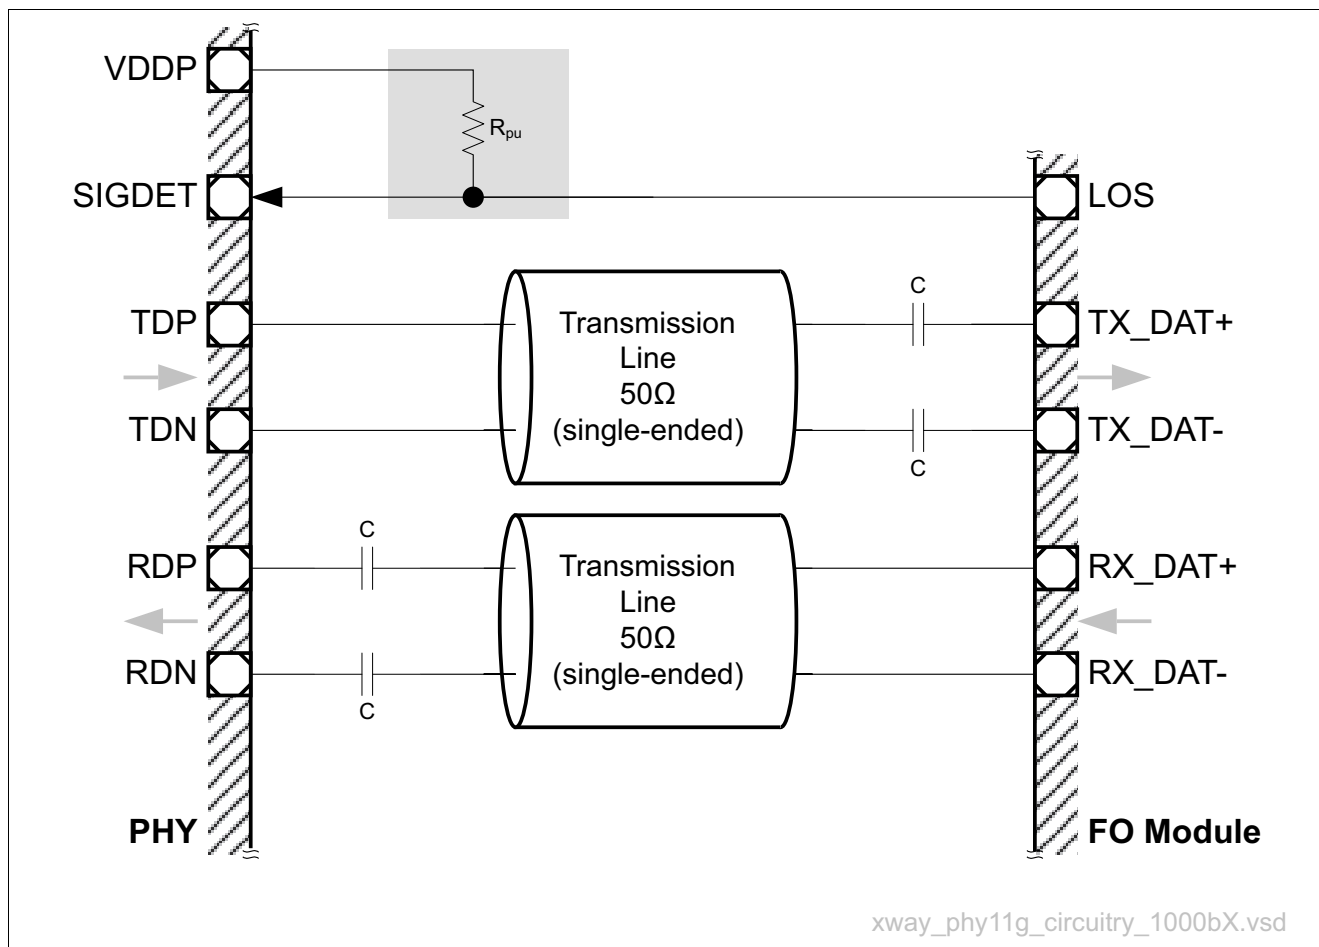 VDDP
Rpu
SIGDET
LOS
C
TDP
Transmission
Line
50Ω
(single-ended)
TX_DAT+
TDN
TX_DAT-
C
C
RDP
Transmission
Line
50Ω
(single-ended)
RX_DAT+
RDN
RX_DAT-
C
PHY
FO Module
xway_phy11g_circuitry_1000bX.vsd